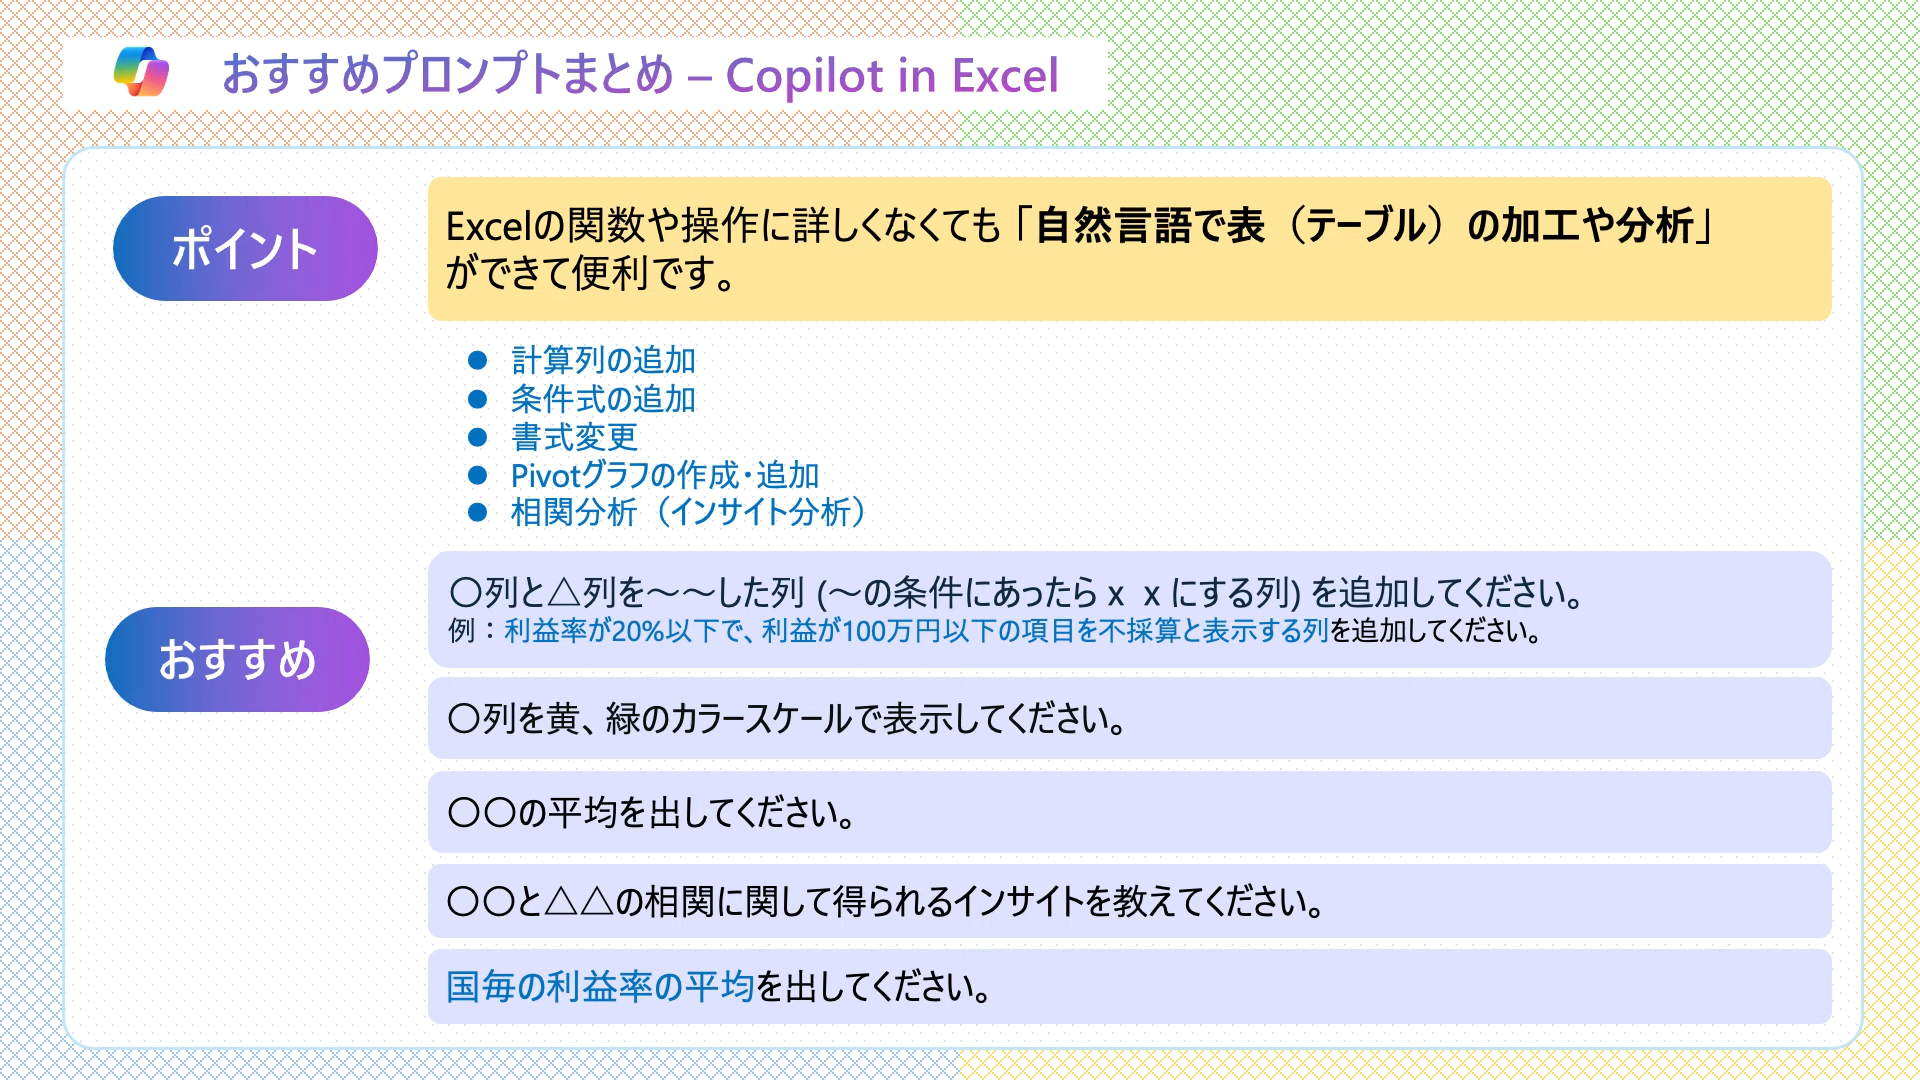 おすすめプロンプトまとめ – Copilot in Excel
ポイント
Excelの関数や操作に詳しくなくても「自然言語で表（テーブル）の加工や分析」
ができて便利です。
● 計算列の追加
● 条件式の追加
● 書式変更
● Pivotグラフの作成・追加
● 相関分析（インサイト分析）
おすすめ
〇列と△列を～～した列 (～の条件にあったら x x にする列) を追加してください。
例：利益率が20%以下で、利益が100万円以下の項目を不採算と表示する列を追加してください。
〇列を黄、緑のカラースケールで表示してください。
〇〇の平均を出してください。
〇〇と△△の相関に関して得られるインサイトを教えてください。
国毎の利益率の平均を出してください。